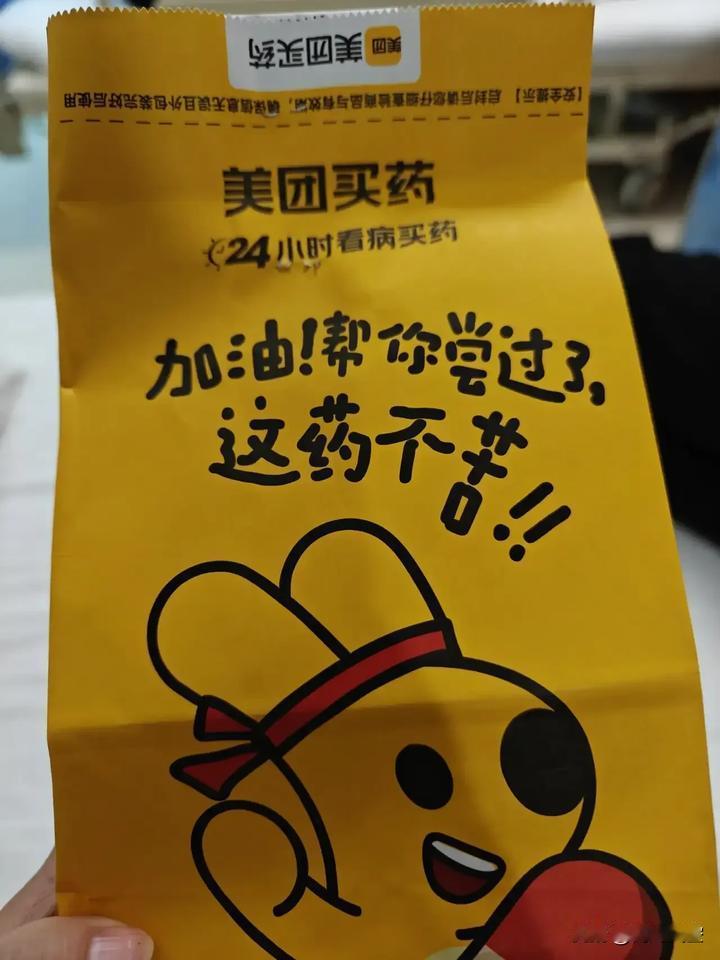 美团 美团买药
【安全提示】 启封后请您仔细查验商品与有效期，确保信息无误且外包装完好后使用
美团买药
24小时看病买药
加油!帮你尝过了,
这药不苦!!